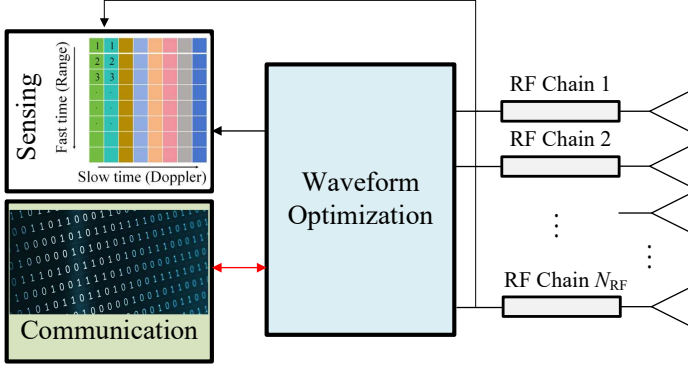 Sensing
Fast time (Range)
1 1
2 2
3 3
Slow time (Doppler)
Communication
Waveform
Optimization
RF Chain 1
RF Chain 2
RF Chain N_RF